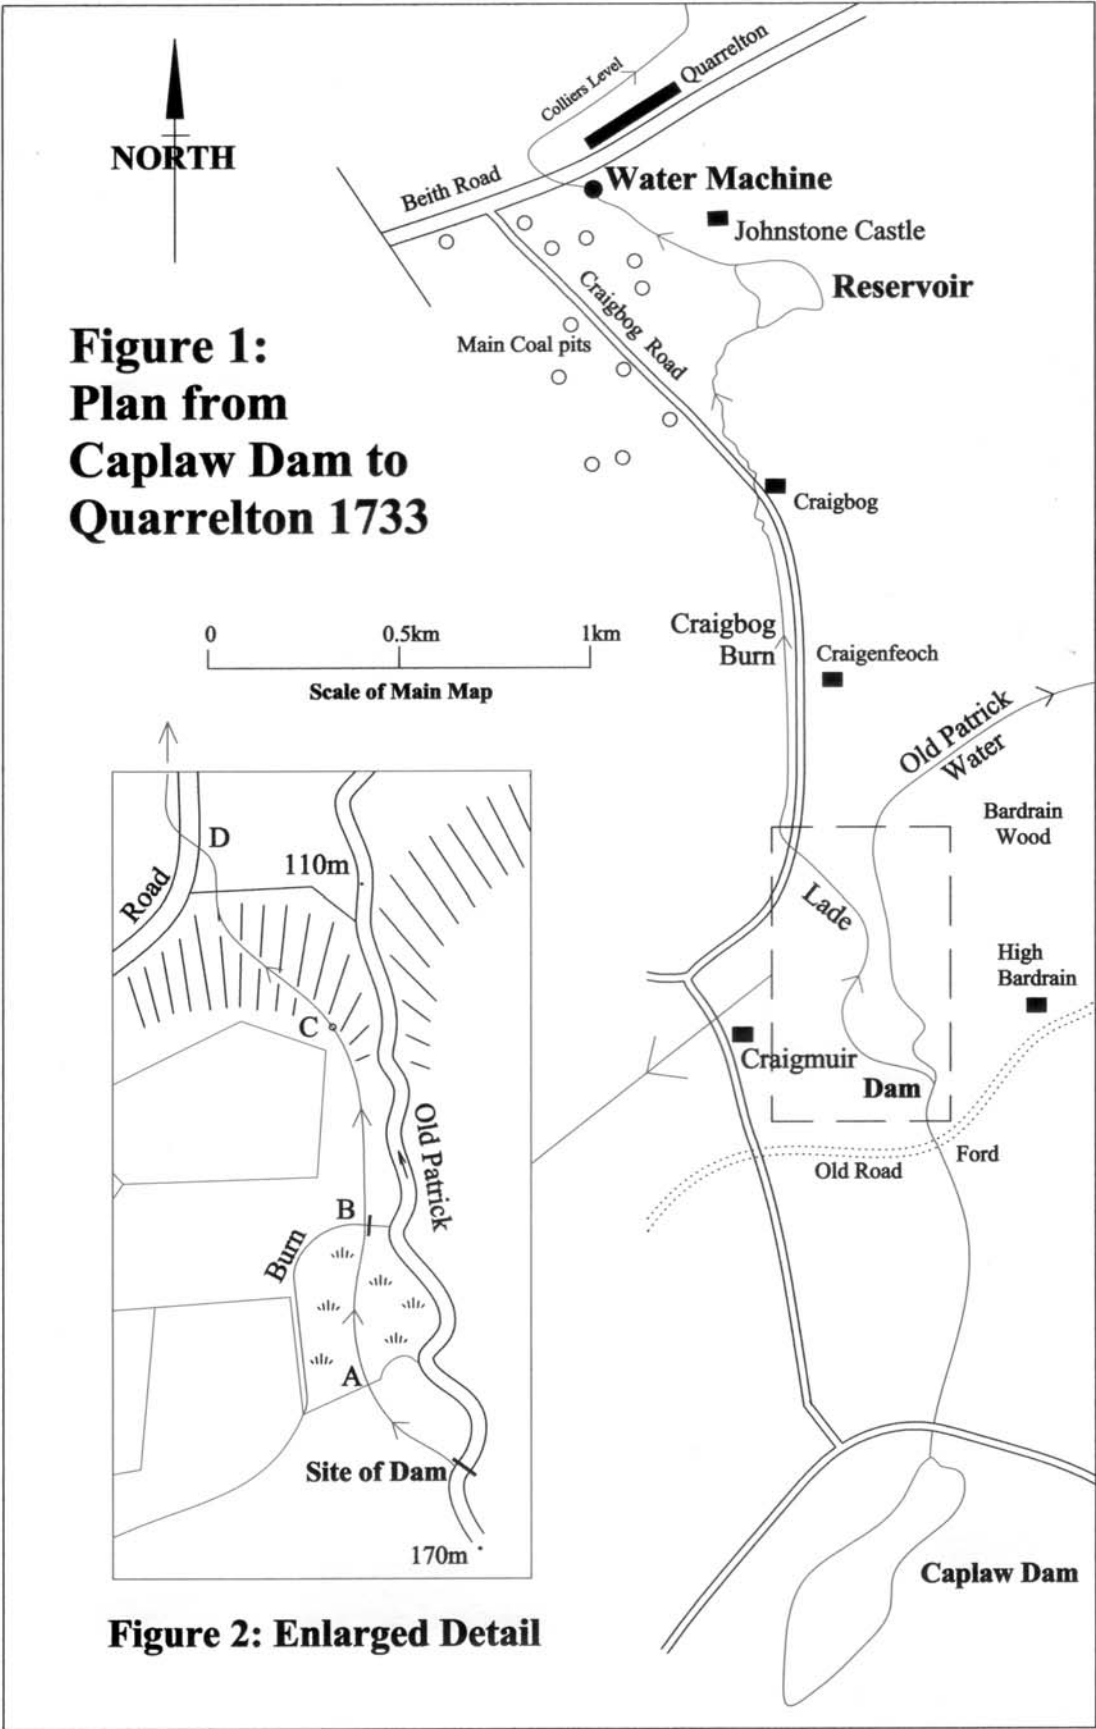 Quarrelton
Colliers Level
NORTH
Beith Road
Water Machine
Johnstone Castle
Reservoir
Craigbog Road
Figure 1:
Plan from
Caplaw Dam to
Quarrelton 1733
Main Coal pits
Craigbog
0 0.5km 1km
Scale of Main Map
Craigbog
Burn
Craigenfeoch
Old Patrick
Water
Bardrain
Wood
Lade
High
Bardrain
Craigmuir
Dam
Old Road
Ford
Caplaw Dam
D
110m
Road
C
Old Patrick
B
Burn
A
Site of Dam
170m
Figure 2: Enlarged Detail